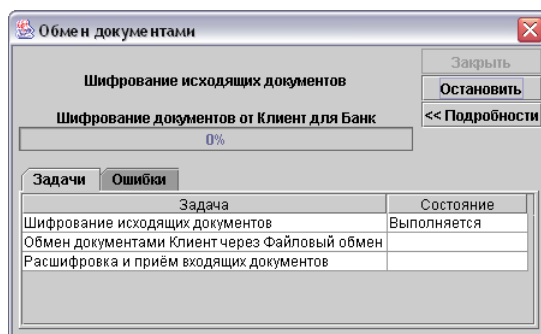 Обмен документами
Закрыть
Шифрование исходящих документов
Остановить
Шифрование документов от Клиент для Банк
<< Подробности
0%
Задачи Ошибки
Задача Состояние
Шифрование исходящих документов Выполняется
Обмен документами Клиент через Файловый обмен
Расшифровка и приём входящих документов